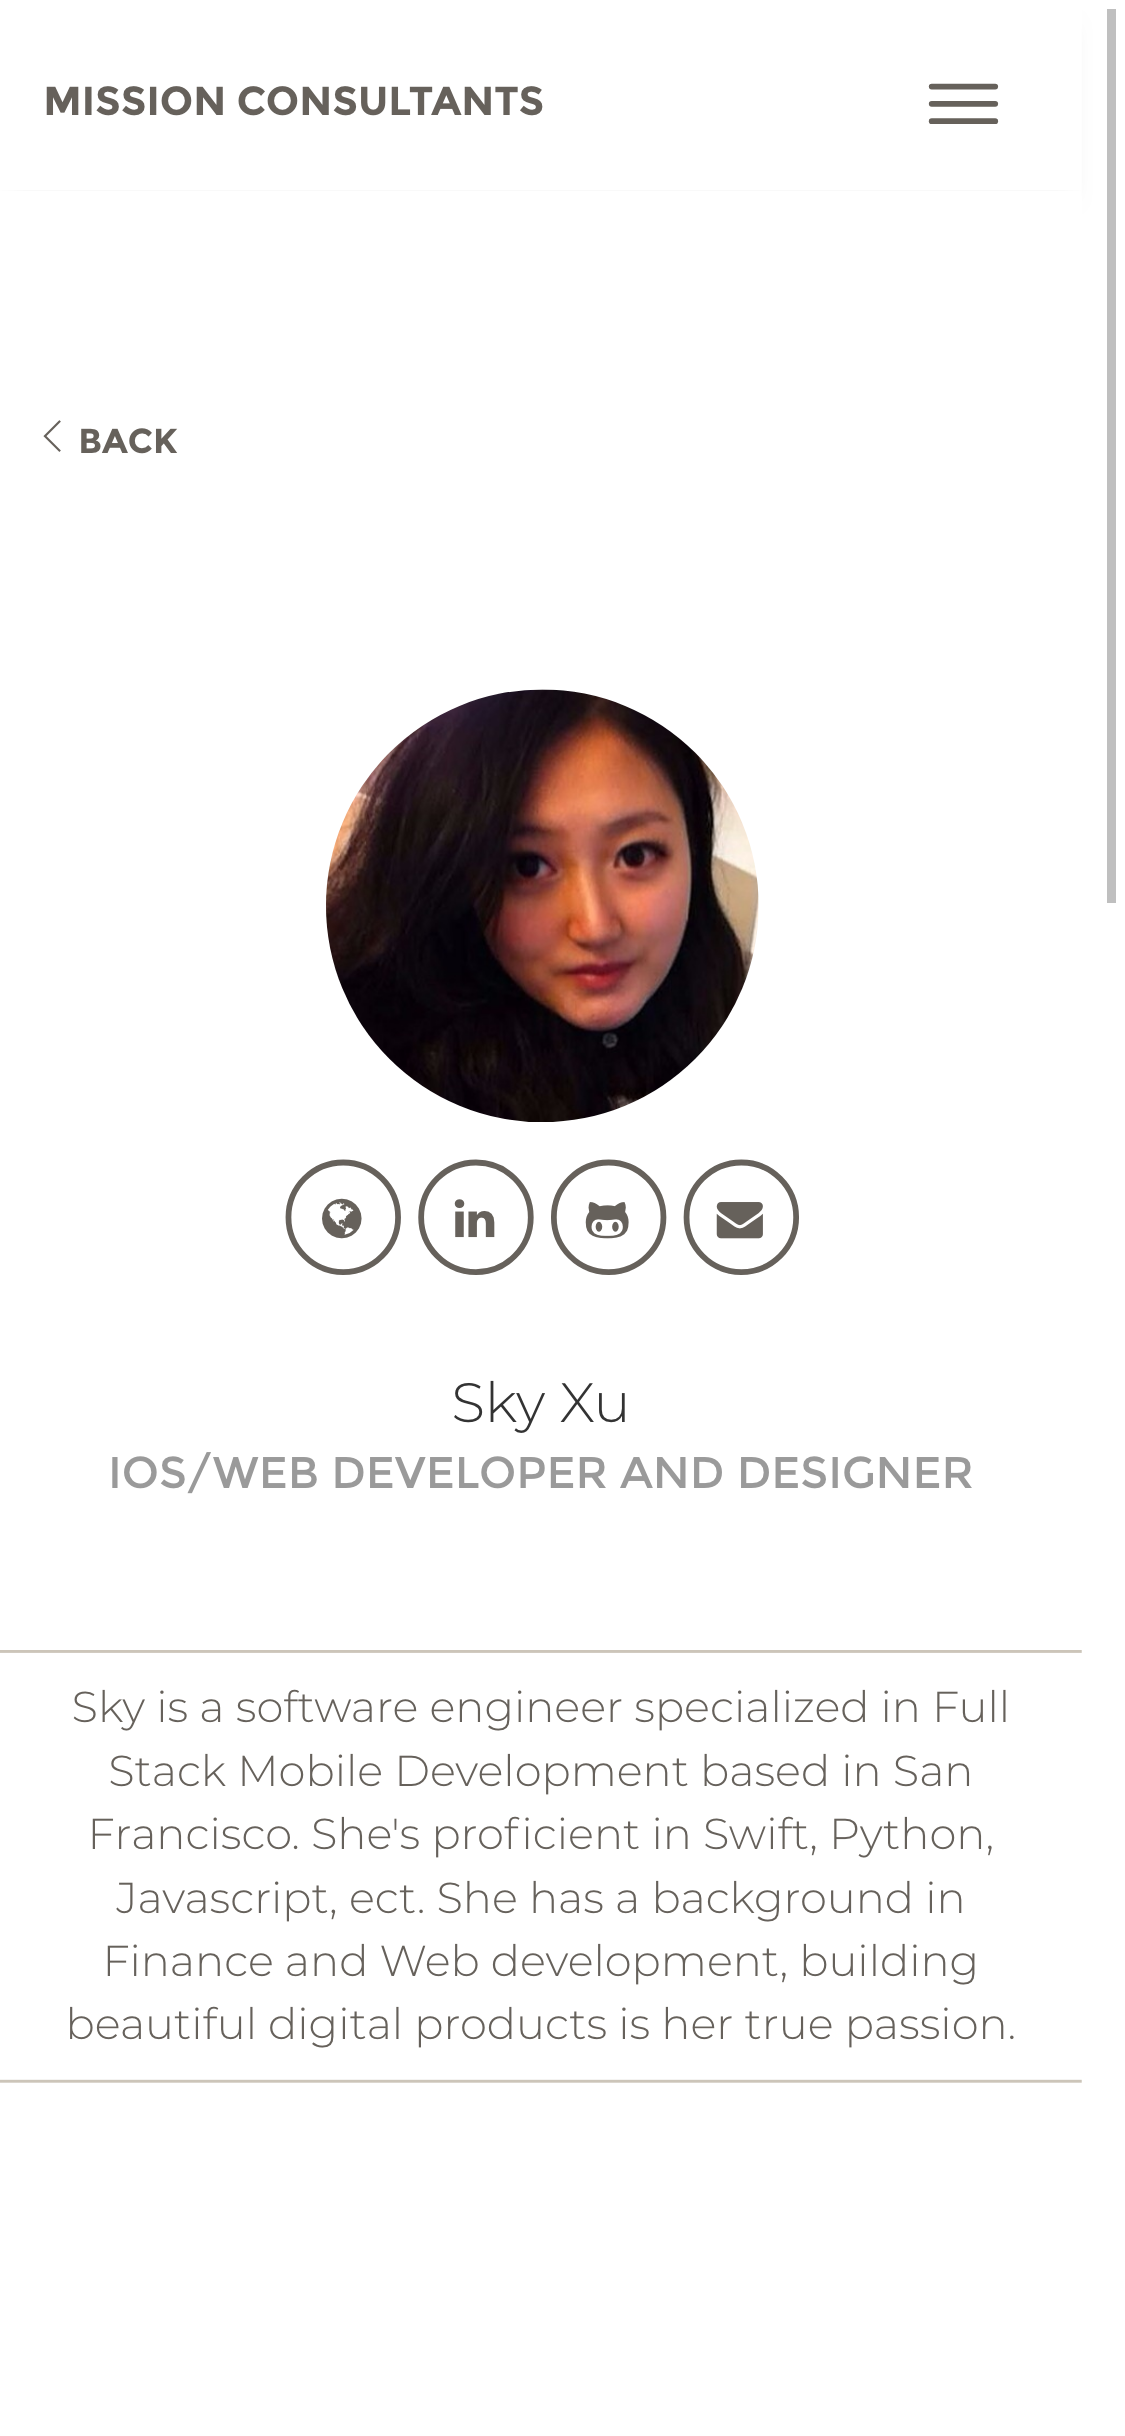 MISSION CONSULTANTS
BACK
in
Sky Xu
IOS/WEB DEVELOPER AND DESIGNER
Sky is a software engineer specialized in Full
Stack Mobile Development based in San
Francisco. She's proficient in Swift, Python,
Javascript, ect. She has a background in
Finance and Web development, building
beautiful digital products is her true passion.